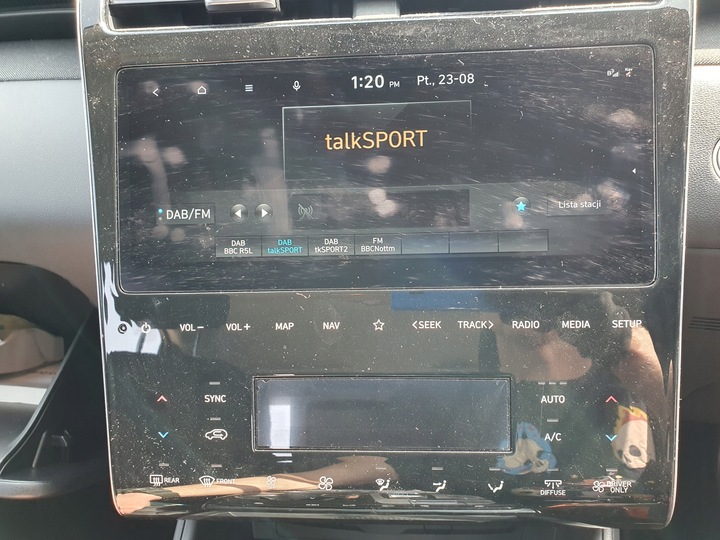 1:20 PM Pt., 23-08
talkSPORT
DAB/FM
Lista stacji
DAB BBC R5L
DAB talkSPORT
DAB tkSPORT2
FM BBCNottm
VOL− VOL+ MAP NAV <SEEK TRACK> RADIO MEDIA SETUP
SYNC AUTO
A/C
REAR FRONT DIFFUSE DRIVER ONLY